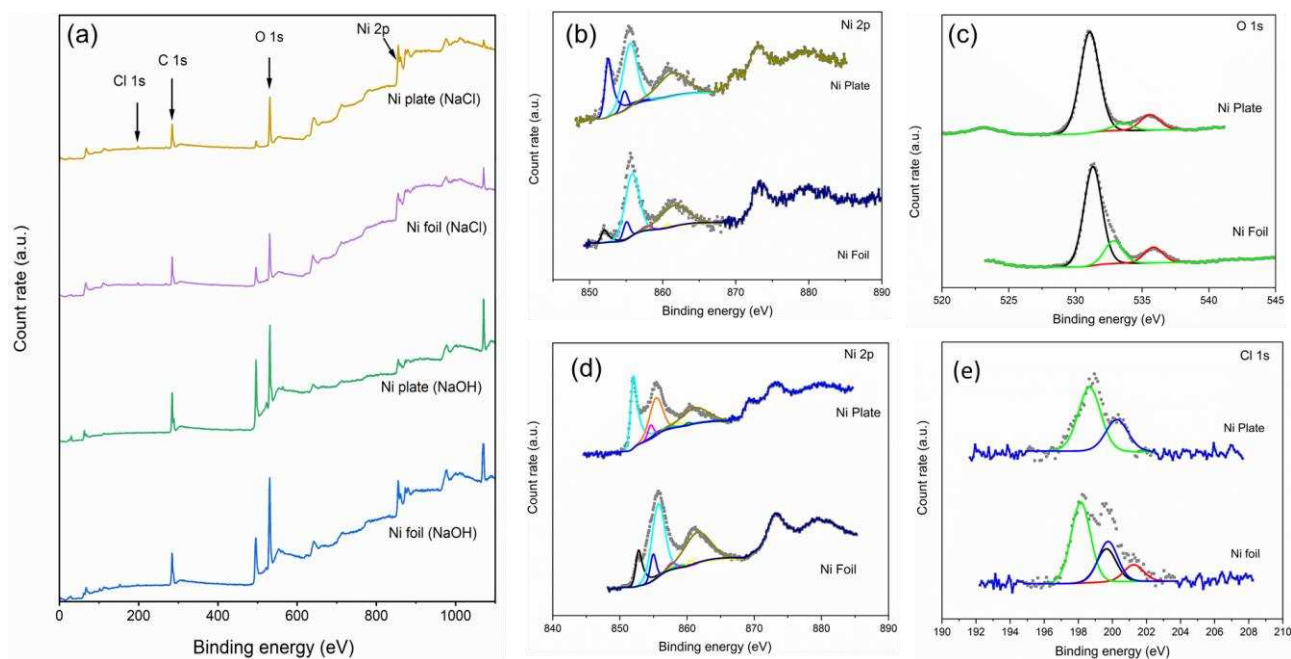 (a)
Cl 1s
C 1s
O 1s
Ni 2p
Ni plate (NaCl)
Ni foil (NaCl)
Ni plate (NaOH)
Ni foil (NaOH)
Count rate (a.u.)
0 200 400 600 800 1000
Binding energy (eV)
(b)
Ni 2p
Ni Plate
Ni Foil
Count rate (a.u.)
850 860 870 880 890
Binding energy (eV)
(c)
O 1s
Ni Plate
Ni Foil
Count rate (a.u.)
520 525 530 535 540 545
Binding energy (eV)
(d)
Ni 2p
Ni Plate
Ni Foil
Count rate (a.u.)
840 850 860 870 880 890
Binding energy (eV)
(e)
Cl 1s
Ni Plate
Ni foil
Count rate (a.u.)
190 192 194 196 198 200 202 204 206 208 210
Binding energy (eV)